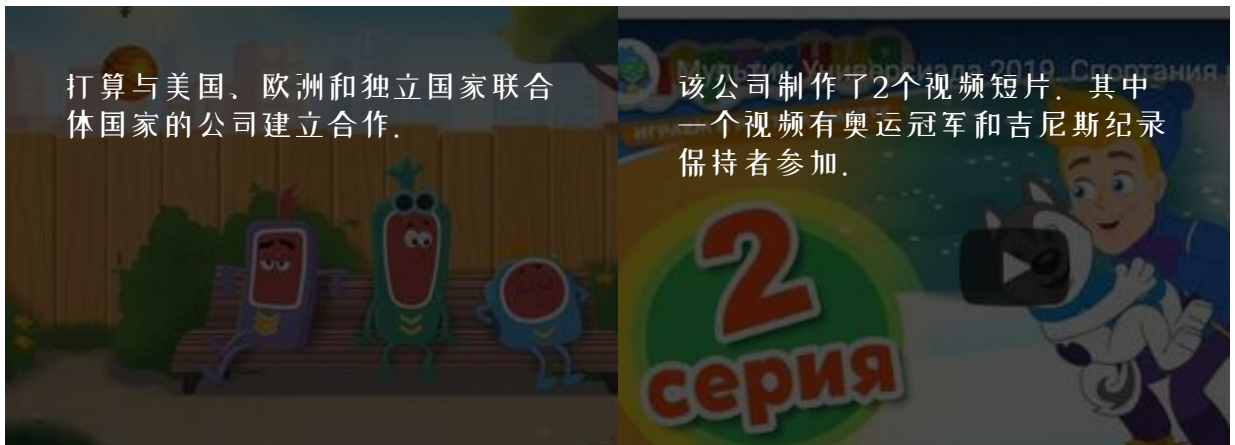 打算与美国、欧洲和独立国家联合
体国家的公司建立合作.
Мультик Универсиада 2019. Спортания
该公司制作了2个视频短片. 其中
一个视频有奥运冠军和吉尼斯纪录
保持者参加.
2
серия